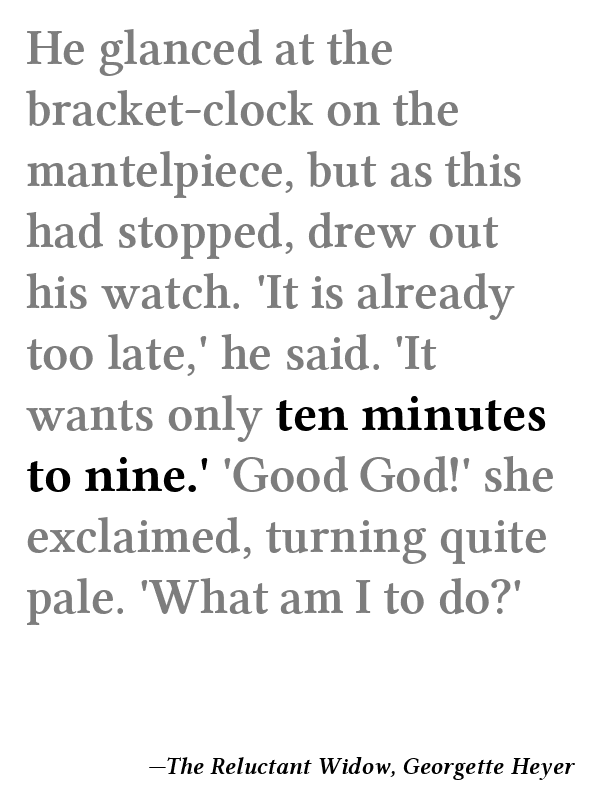 He glanced at the
bracket-clock on the
mantelpiece, but as this
had stopped, drew out
his watch. 'It is already
too late,' he said. 'It
wants only ten minutes
to nine.' 'Good God!' she
exclaimed, turning quite
pale. 'What am I to do?'
—The Reluctant Widow, Georgette Heyer